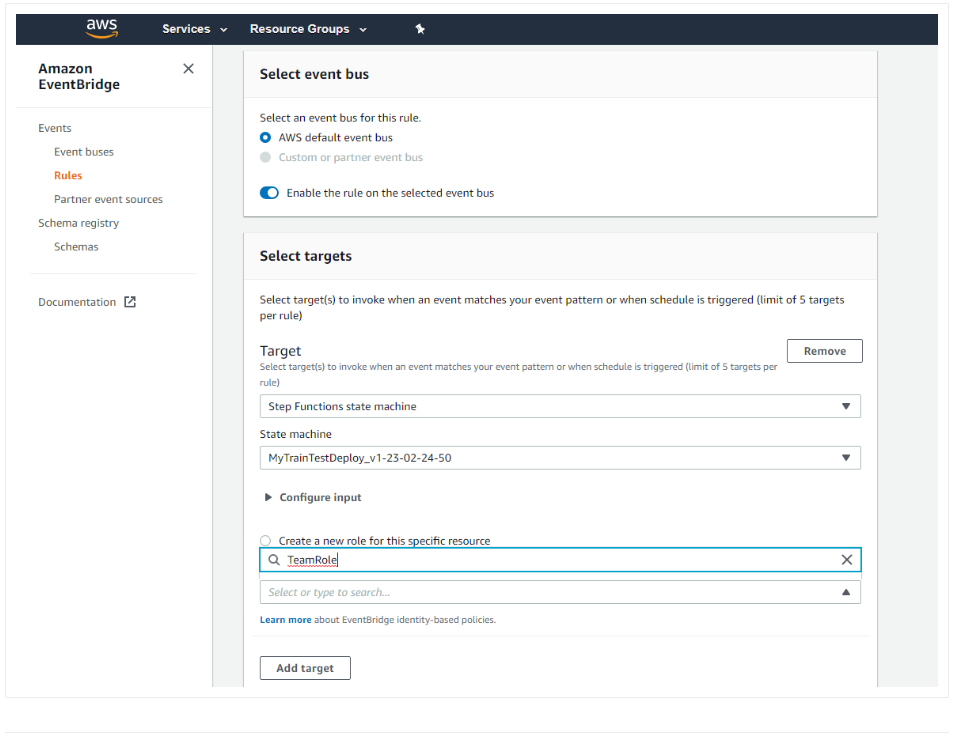 aws
Services
Resource Groups
Amazon
EventBridge
Events
Event buses
Rules
Partner event sources
Schema registry
Schemas
Documentation
Select event bus
Select an event bus for this rule.
AWS default event bus
Custom or partner event bus
Enable the rule on the selected event bus
Select targets
Select target(s) to invoke when an event matches your event pattern or when schedule is triggered (limit of 5 targets
per rule)
Target
Remove
Select target(s) to invoke when an event matches your event pattern or when schedule is triggered (limit of 5 targets per
rule)
Step Functions state machine
State machine
MyTrainTestDeploy_v1-23-02-24-50
Configure input
Create a new role for this specific resource
TeamRole
Select or type to search...
Learn more about EventBridge identity-based policies.
Add target